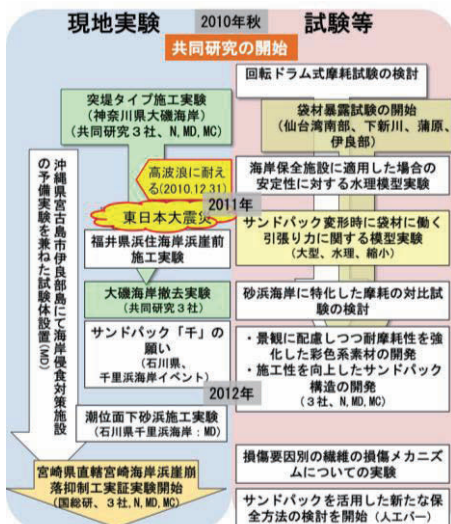 現地実験
2010年秋
試験等
共同研究の開始
突堤タイプ施工実験
(神奈川県大磯海岸)
(共同研究３社、N,MD,MC)
高波浪に耐え
る(2010.12.31)
東日本大震災
2011年
福井県浜住海岸浜崖前
施工実験
大磯海岸撤去実験
(共同研究３社)
サンドパック「千」の
願い
(石川県、
千里浜海岸イベント)
2012年
潮位面下砂浜施工実験
(石川県千里浜海岸：MD)
宮崎県直轄宮崎海岸浜崖崩
落抑制工実証実験開始
(国総研、３社,N,MD,MC)
沖縄県宮古島市伊良部島にて海岸侵食対策施設
の予備実験を兼ねた試験体設置(MD)
回転ドラム式摩耗試験の検討
袋材暴露試験の開始
(仙台湾南部、下新川、蒲原、
伊良部)
海岸保全施設に適用した場合の
安定性に対する水理模型実験
サンドパック変形時に袋材に働く
引張り力に関する模型実験
(大型、水理、縮小)
砂浜海岸に特化した摩耗の対比試
験の検討
・景観に配慮しつつ耐摩耗性を
強化した彩色系素材の開発
・施工性を向上したサンドパック
構造の開発
(３社、N,MD,MC)
損傷要因別の繊維の損傷メカニズ
ムについての実験
サンドパックを活用した新たな保
全方法の検討を開始（人工バー）